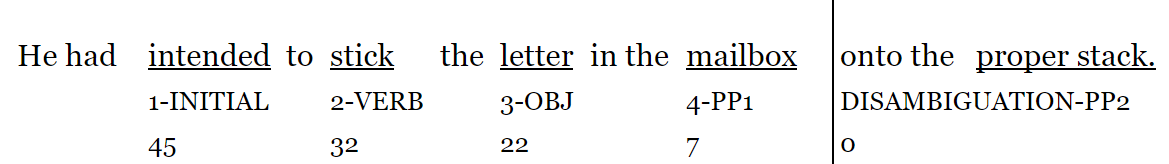 He had intended to stick the letter in the mailbox onto the proper stack.
1-INITIAL 2-VERB 3-OBJ 4-PP1 DISAMBIGUATION-PP2
45 32 22 7 0